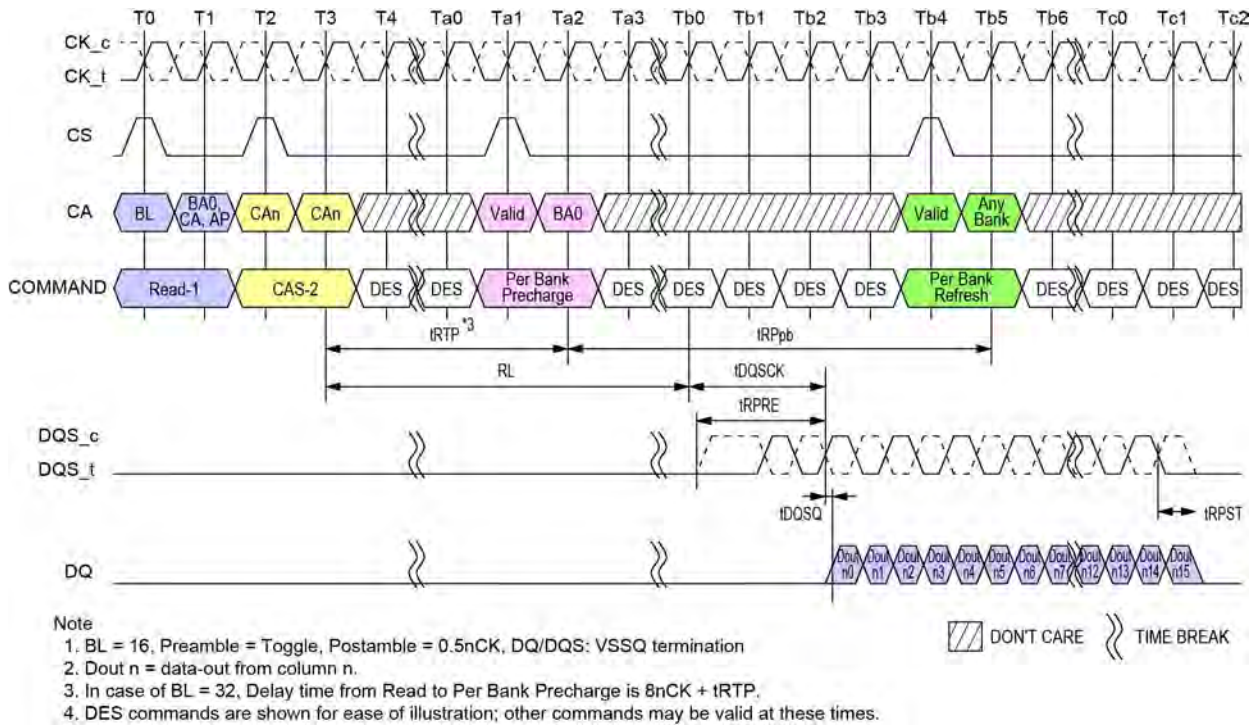 T0 T1 T2 T3 T4 Ta0 Ta1 Ta2 Ta3 Tb0 Tb1 Tb2 Tb3 Tb4 Tb5 Tb6 Tc0 Tc1 Tc2
CK_c
CK_t
CS
CA BL BA0, CA, AP CAn CAn Valid BA0 Valid Any Bank
COMMAND Read-1 CAS-2 DES DES Per Bank Precharge DES DES DES DES DES Per Bank Refresh DES DES DES DES
tRTP *3 tRPpb
RL tDQSCK
tRPRE
DQS_c
DQS_t
tDQSQ tRPST
DQ Dout n0 Dout n1 Dout n2 Dout n3 Dout n4 Dout n5 Dout n6 Dout n7 Dout n12 Dout n13 Dout n14 Dout n15
Note
1. BL = 16, Preamble = Toggle, Postamble = 0.5nCK, DQ/DQS: VSSQ termination
2. Dout n = data-out from column n.
3. In case of BL = 32, Delay time from Read to Per Bank Precharge is 8nCK + tRTP.
4. DES commands are shown for ease of illustration; other commands may be valid at these times.
DON'T CARE TIME BREAK